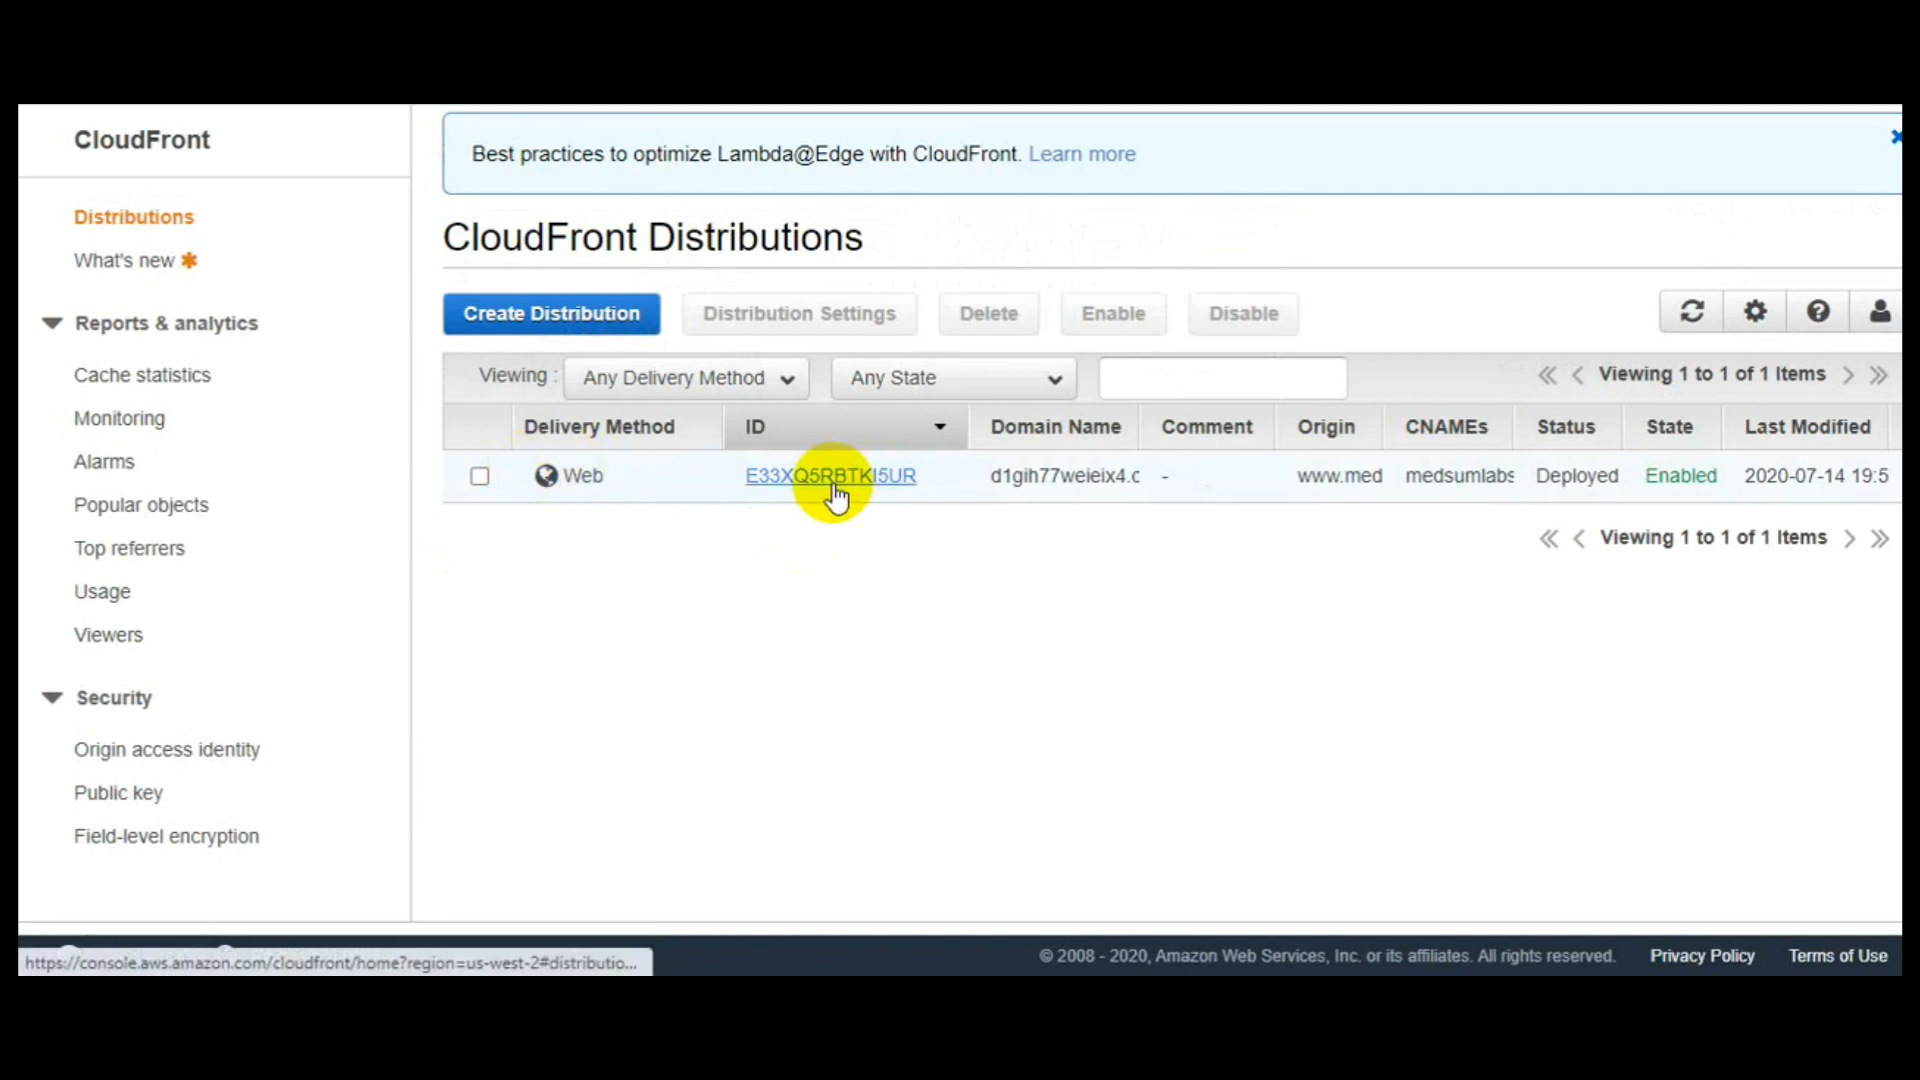 CloudFront
Distributions
What's new
Reports & analytics
Cache statistics
Monitoring
Alarms
Popular objects
Top referrers
Usage
Viewers
Security
Origin access identity
Public key
Field-level encryption
Best practices to optimize Lambda@Edge with CloudFront. Learn more
CloudFront Distributions
Create Distribution Distribution Settings Delete Enable Disable
Viewing : Any Delivery Method Any State Viewing 1 to 1 of 1 Items
Delivery Method ID Domain Name Comment Origin CNAMEs Status State Last Modified
Web E33XQ5RBTKI5UR d1gih77weieix4.c - www.med medsumlabs Deployed Enabled 2020-07-14 19:5
Viewing 1 to 1 of 1 Items
https://console.aws.amazon.com/cloudfront/home?region=us-west-2#distributio...
© 2008 - 2020, Amazon Web Services, Inc. or its affiliates. All rights reserved. Privacy Policy Terms of Use